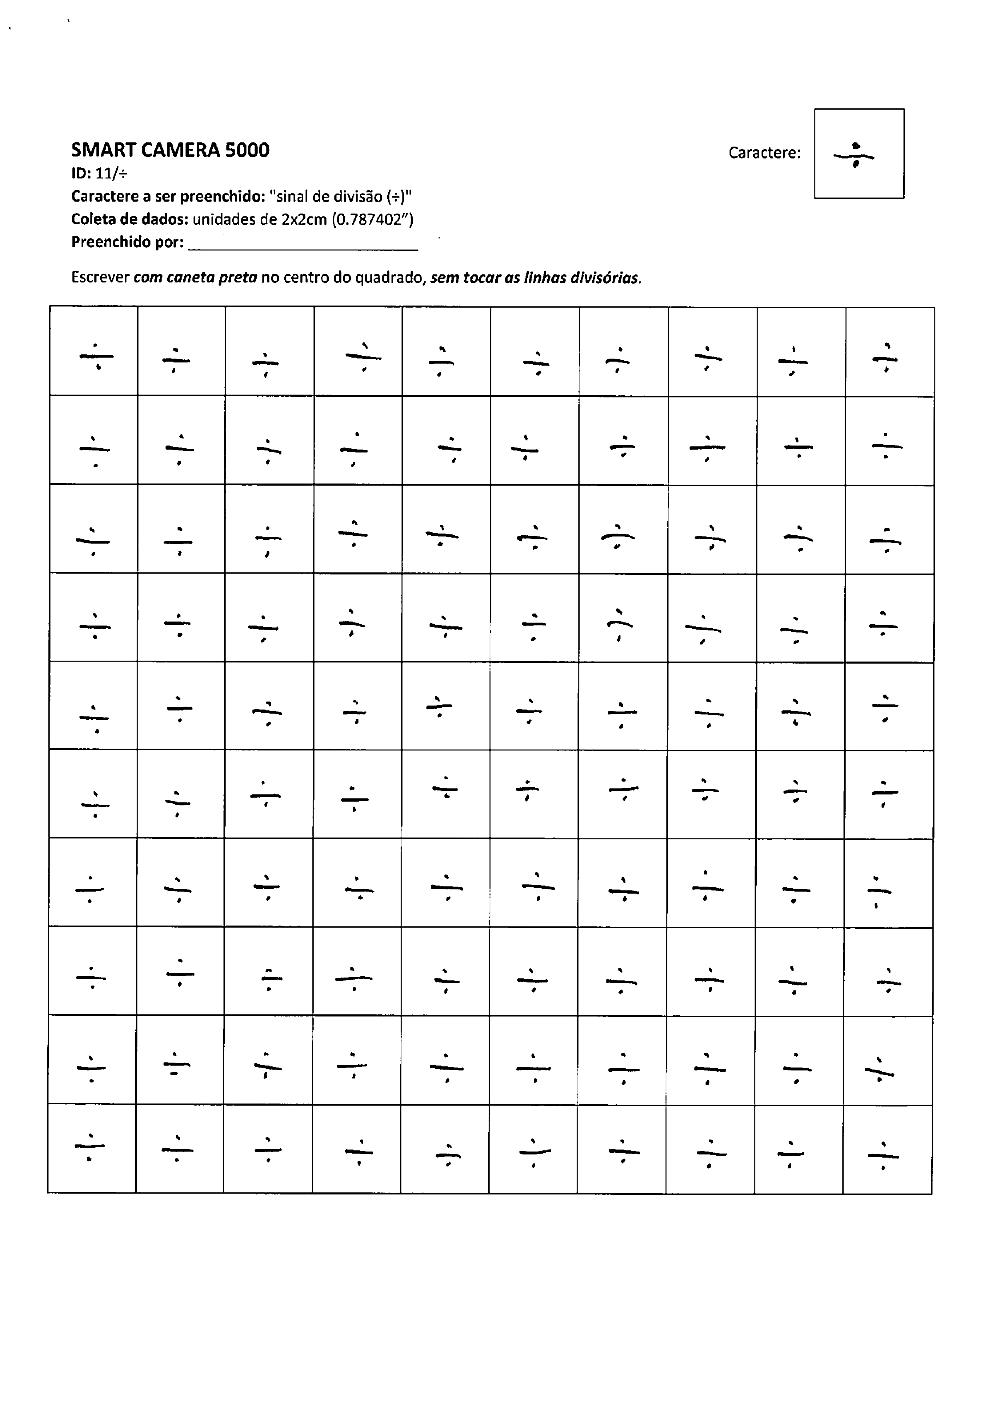 SMART CAMERA 5000
ID: 11/÷
Caractere a ser preenchido: "sinal de divisão (÷)"
Coleta de dados: unidades de 2x2cm (0.787402”)
Preenchido por: ______________________
Caractere: ÷
Escrever com caneta preta no centro do quadrado, sem tocar as linhas divisórias.
÷ ÷ ÷ ÷ ÷ ÷ ÷ ÷ ÷ ÷
÷ ÷ ÷ ÷ ÷ ÷ ÷ ÷ ÷ ÷
÷ ÷ ÷ ÷ ÷ ÷ ÷ ÷ ÷ ÷
÷ ÷ ÷ ÷ ÷ ÷ ÷ ÷ ÷ ÷
÷ ÷ ÷ ÷ ÷ ÷ ÷ ÷ ÷ ÷
÷ ÷ ÷ ÷ ÷ ÷ ÷ ÷ ÷ ÷
÷ ÷ ÷ ÷ ÷ ÷ ÷ ÷ ÷ ÷
÷ ÷ ÷ ÷ ÷ ÷ ÷ ÷ ÷ ÷
÷ ÷ ÷ ÷ ÷ ÷ ÷ ÷ ÷ ÷
÷ ÷ ÷ ÷ ÷ ÷ ÷ ÷ ÷ ÷